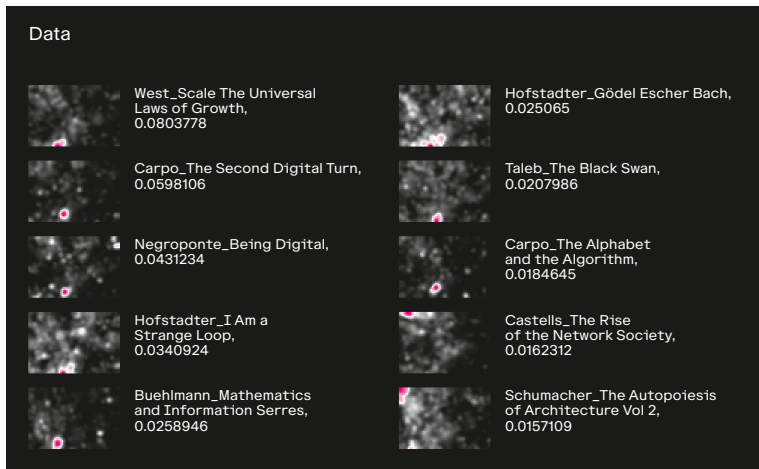 Data
West_Scale The Universal
Laws of Growth,
0.0803778
Carpo_The Second Digital Turn,
0.0598106
Negroponte_Being Digital,
0.0431234
Hofstadter_I Am a
Strange Loop,
0.0340924
Buehlmann_Mathematics
and Information Serres,
0.0258946
Hofstadter_Gödel Escher Bach,
0.025065
Taleb_The Black Swan,
0.0207986
Carpo_The Alphabet
and the Algorithm,
0.0184645
Castells_The Rise
of the Network Society,
0.0162312
Schumacher_The Autopoiesis
of Architecture Vol 2,
0.0157109